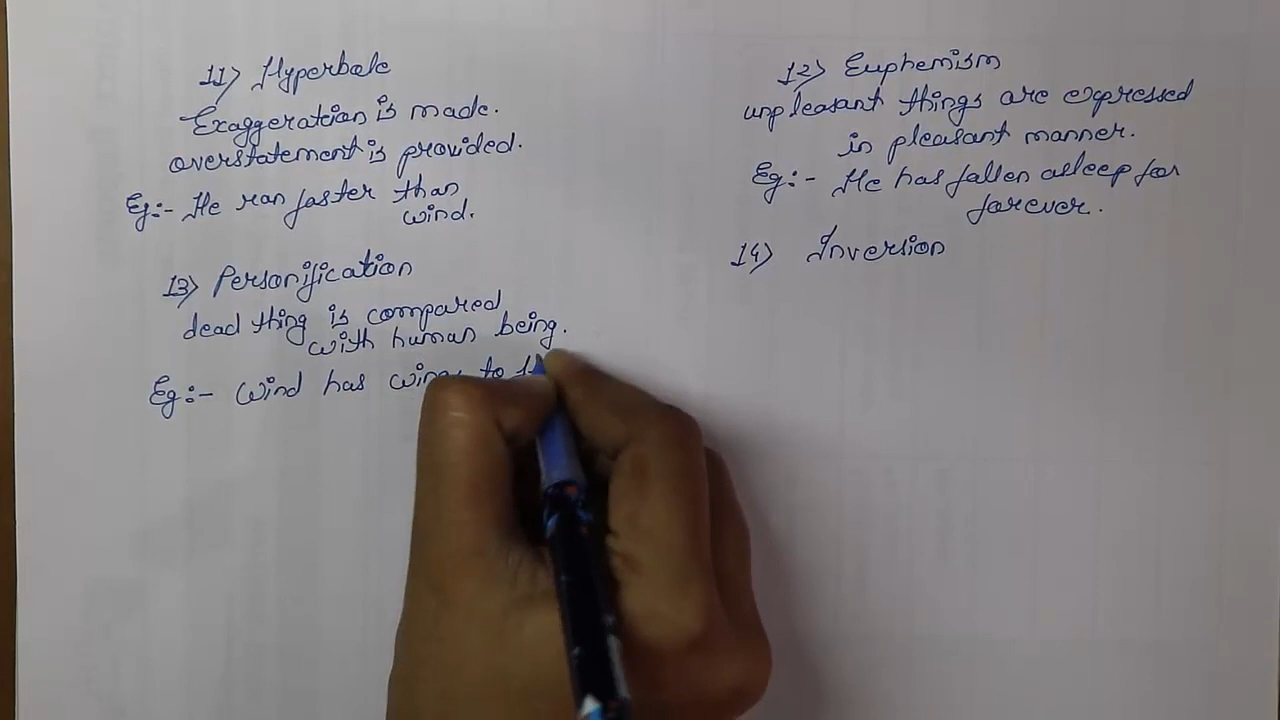 11) Hyperbole
Exaggeration is made.
overstatement is provided.
Eg:- He ran faster than
wind.
12) Euphemism
unpleasant things are expressed
in pleasant manner.
Eg:- He has fallen asleep for
forever.
13) Personification
dead thing is compared
with human being.
Eg:- Wind has wings to
14) Inversion